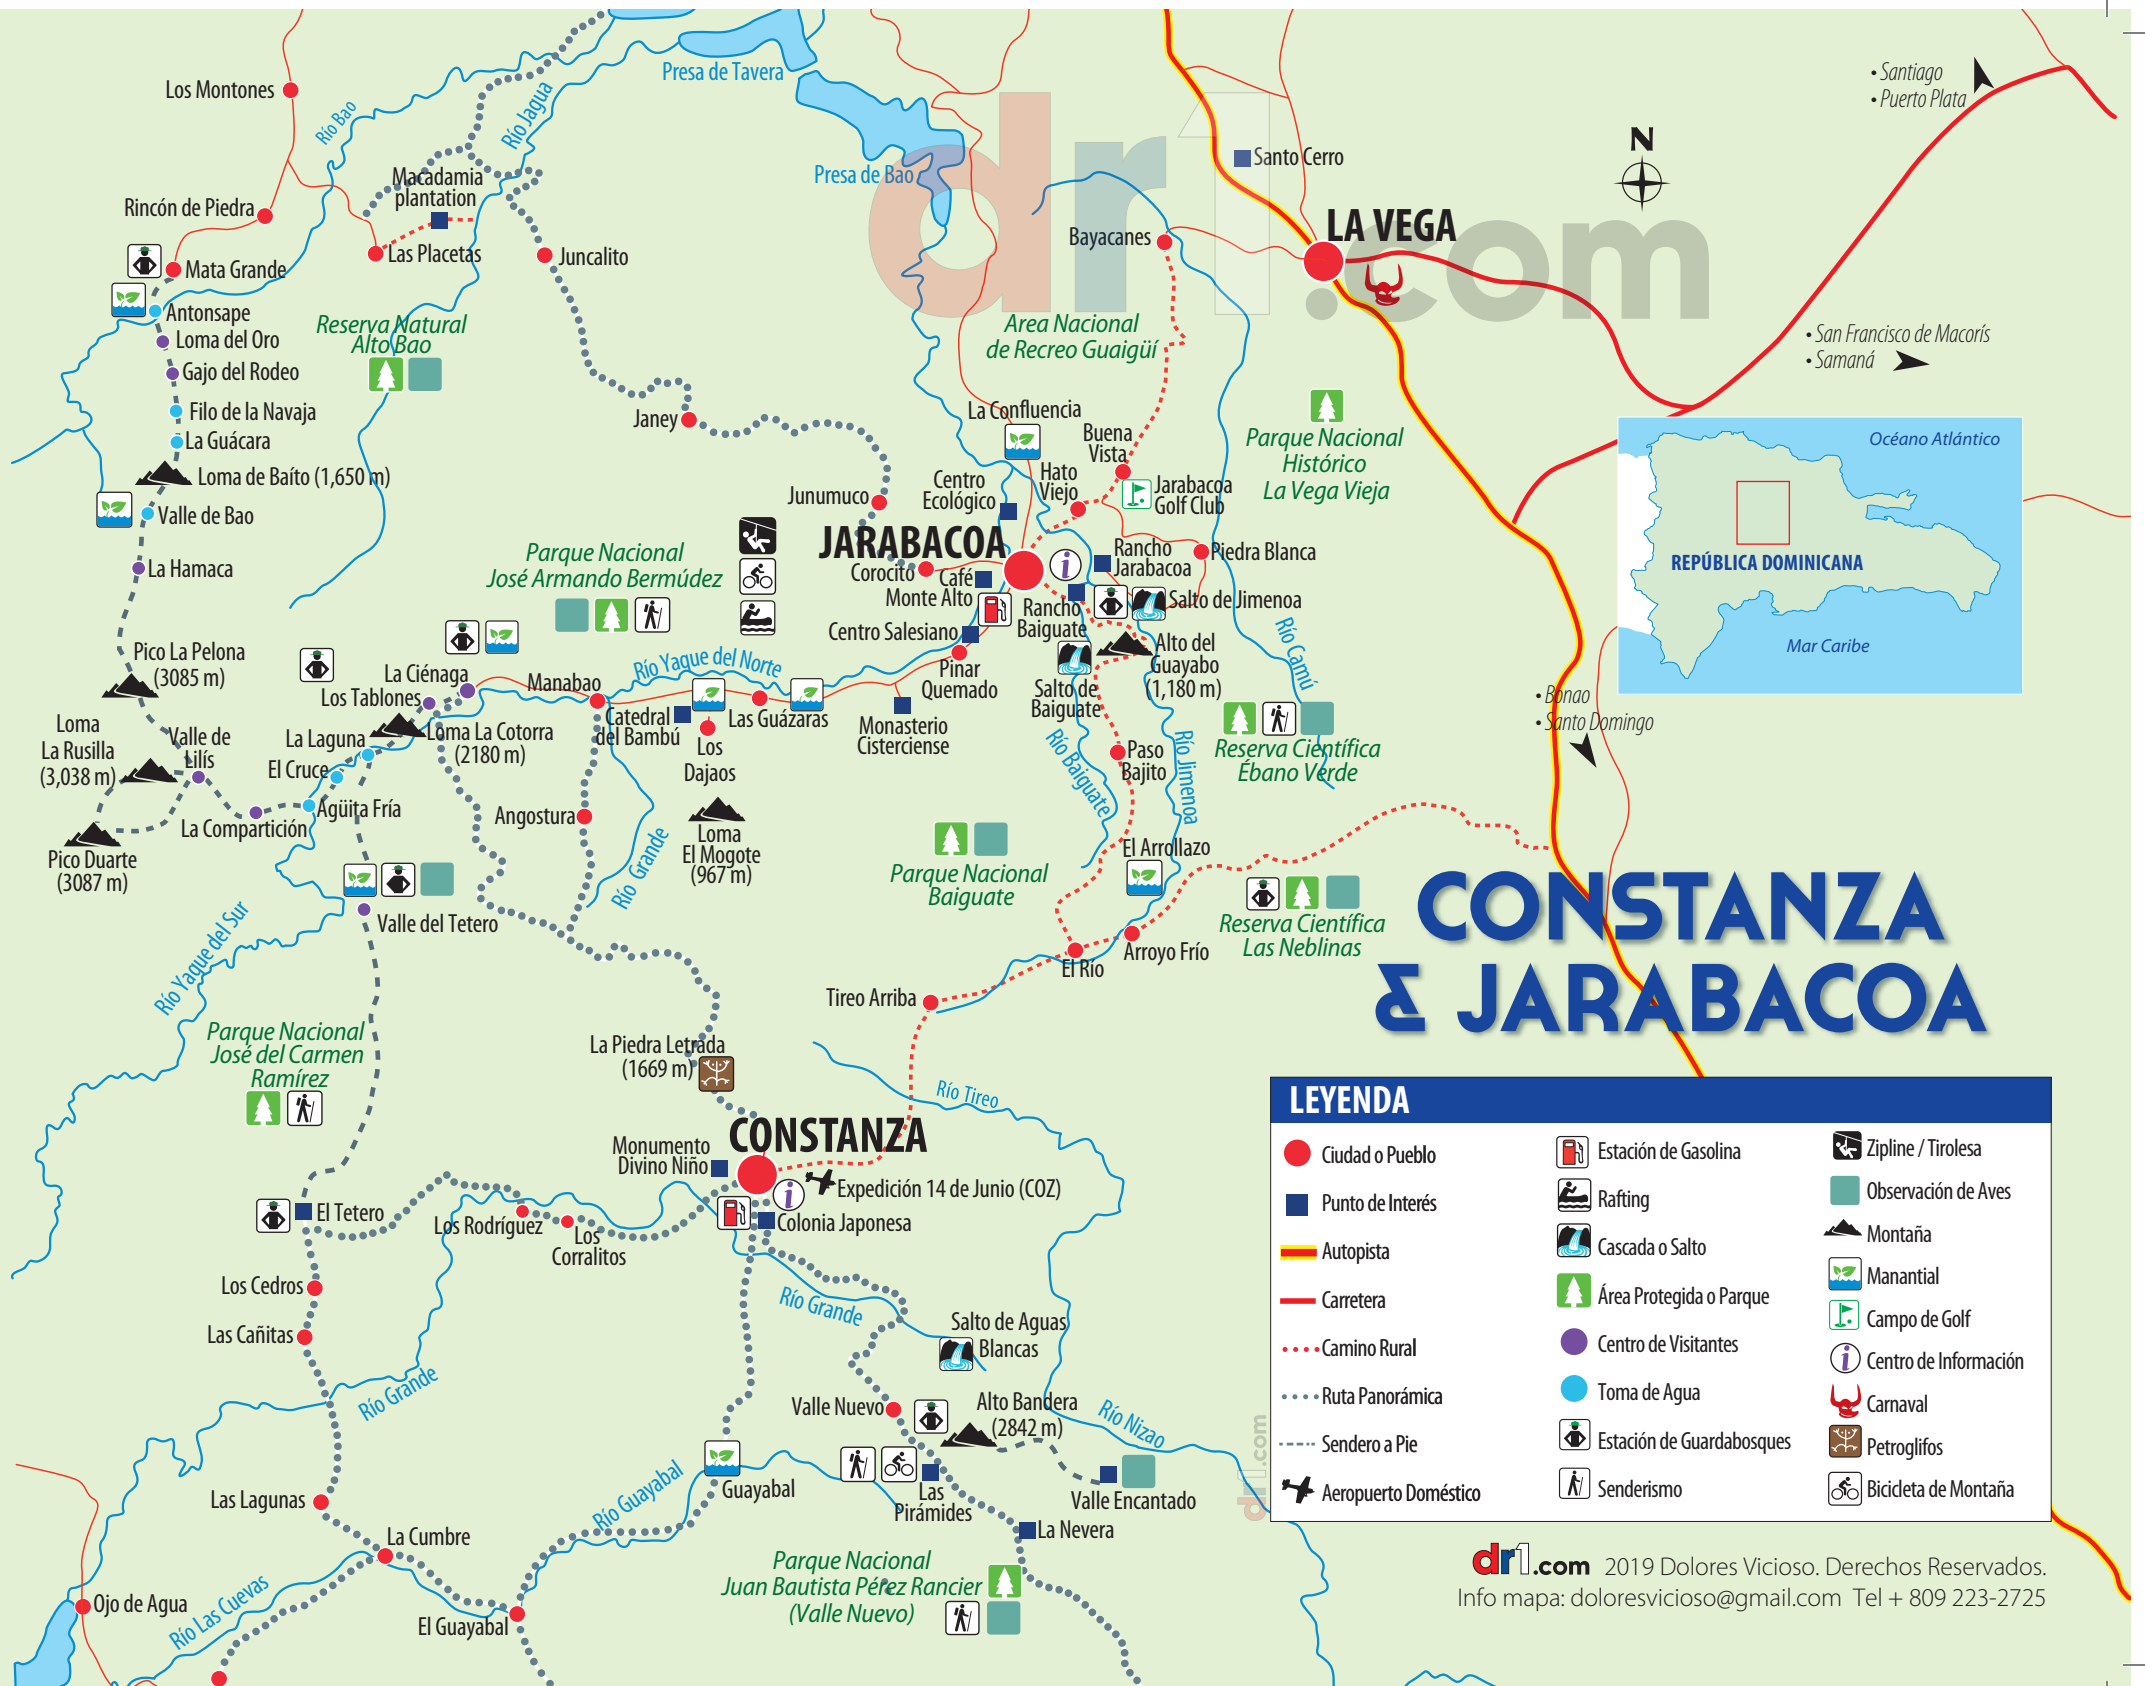 Presa de Tavera
Los Montones
Río Bao
Río Jagua
• Santiago
• Puerto Plata
Macadamia
plantation
Presa de Bao
dr1.com
Santo Cerro
N
Rincón de Piedra
LA VEGA
Las Placetas
Juncalito
Bayacanes
Mata Grande
Antonsape
Reserva Natural
Alto Bao
Area Nacional
de Recreo Guaigüí
• San Francisco de Macorís
• Samaná
Loma del Oro
Gajo del Rodeo
Filo de la Navaja
La Guácara
Janey
La Confluencia
Buena
Vista
Parque Nacional
Histórico
La Vega Vieja
Océano Atlántico
REPÚBLICA DOMINICANA
Mar Caribe
Loma de Baíto (1,650 m)
Valle de Bao
Junumuco
Centro
Ecológico
Hato
Viejo
Jarabacoa
Golf Club
JARABACOA
Parque Nacional
José Armando Bermúdez
La Hamaca
Corocito
Café
Monte Alto
Rancho
Jarabacoa
Piedra Blanca
Rancho
Baiguate
Salto de Jimenoa
Centro Salesiano
Alto del
Guayabo
(1,180 m)
Río Camú
Pico La Pelona
(3085 m)
La Ciénaga
Los Tablones
Manabao
Río Yaque del Norte
Pinar
Quemado
Salto de
Baiguate
• Bonao
• Santo Domingo
Loma
La Rusilla
(3,038 m)
Valle de
Lilís
La Laguna
Loma La Cotorra
(2180 m)
Catedral
del Bambú
Las Guázaras
Los
Dajaos
Monasterio
Cisterciense
Río Baiguate
Paso
Bajito
Río Jimenoa
Reserva Científica
Ébano Verde
El Cruce
Agüita Fría
La Compartición
Pico Duarte
(3087 m)
Angostura
Loma
El Mogote
(967 m)
Río Grande
El Arrollazo
Parque Nacional
Baiguate
Reserva Científica
Las Neblinas
CONSTANZA
& JARABACOA
Río Yaque del Sur
Valle del Tetero
Arroyo Frío
El Río
Tireo Arriba
Parque Nacional
José del Carmen
Ramírez
La Piedra Letrada
(1669 m)
Río Tireo
CONSTANZA
Monumento
Divino Niño
Expedición 14 de Junio (COZ)
Colonia Japonesa
El Tetero
Los Rodríguez
Los
Corralitos
Los Cedros
Las Cañitas
Río Grande
Río Grande
Salto de Aguas
Blancas
Valle Nuevo
Alto Bandera
(2842 m)
Río Nizao
dr1.com
Guayabal
Las
Pirámides
Valle Encantado
Río Guayabal
La Nevera
Las Lagunas
La Cumbre
Ojo de Agua
Río Las Cuevas
El Guayabal
Parque Nacional
Juan Bautista Pérez Rancier
(Valle Nuevo)
LEYENDA
Ciudad o Pueblo
Punto de Interés
Autopista
Carretera
Camino Rural
Ruta Panorámica
Sendero a Pie
Aeropuerto Doméstico
Estación de Gasolina
Rafting
Cascada o Salto
Área Protegida o Parque
Centro de Visitantes
Toma de Agua
Estación de Guardabosques
Senderismo
Zipline / Tirolesa
Observación de Aves
Montaña
Manantial
Campo de Golf
Centro de Información
Carnaval
Petroglifos
Bicicleta de Montaña
dr1.com 2019 Dolores Vicioso. Derechos Reservados.
Info mapa: doloresvicioso@gmail.com Tel + 809 223-2725